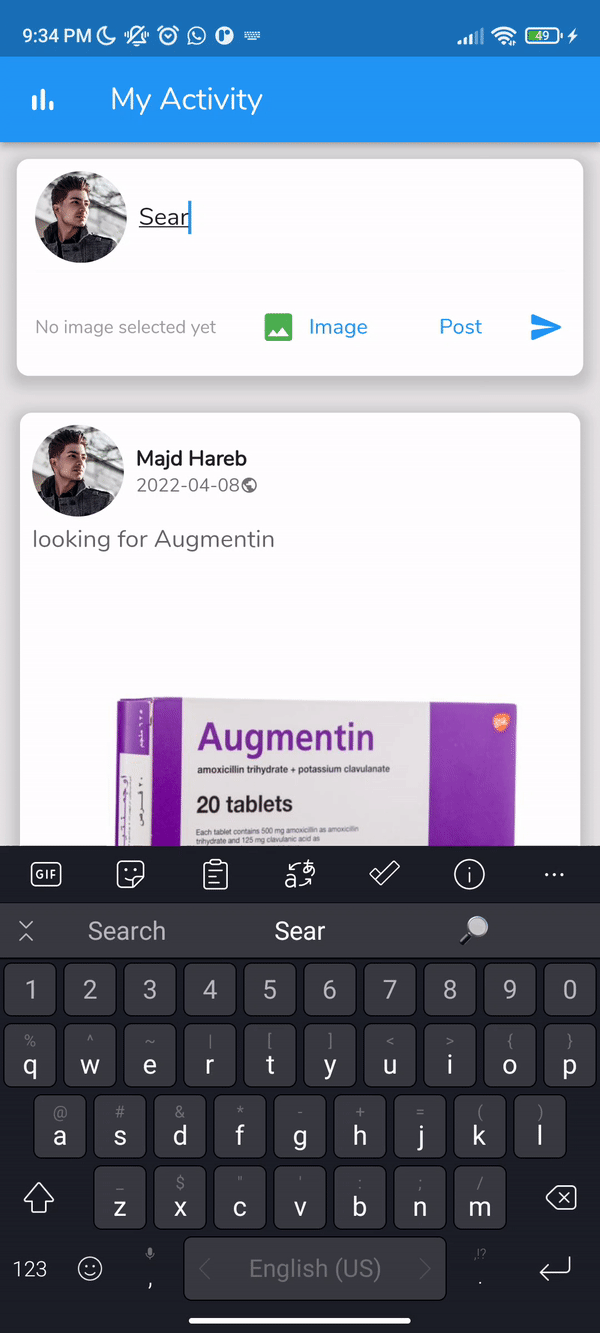 9:34 PM 49
My Activity
Sear
No image selected yet Image Post
Majd Hareb
2022-04-08
looking for Augmentin
gsk
Augmentin
amoxicillin trihydrate + potassium clavulanate
20 tablets
Each tablet contains 500 mg amoxicillin as amoxicillin
trihydrate and 125 mg clavulanic acid as
GIF
Search Sear
1 2 3 4 5 6 7 8 9 0
% ^ ~ | [ ] < > { }
q w e r t y u i o p
@ # & * - + = ( )
a s d f g h j k l
_ $ " ' : ; /
z x c v b n m
123 , English (US) ,!? .